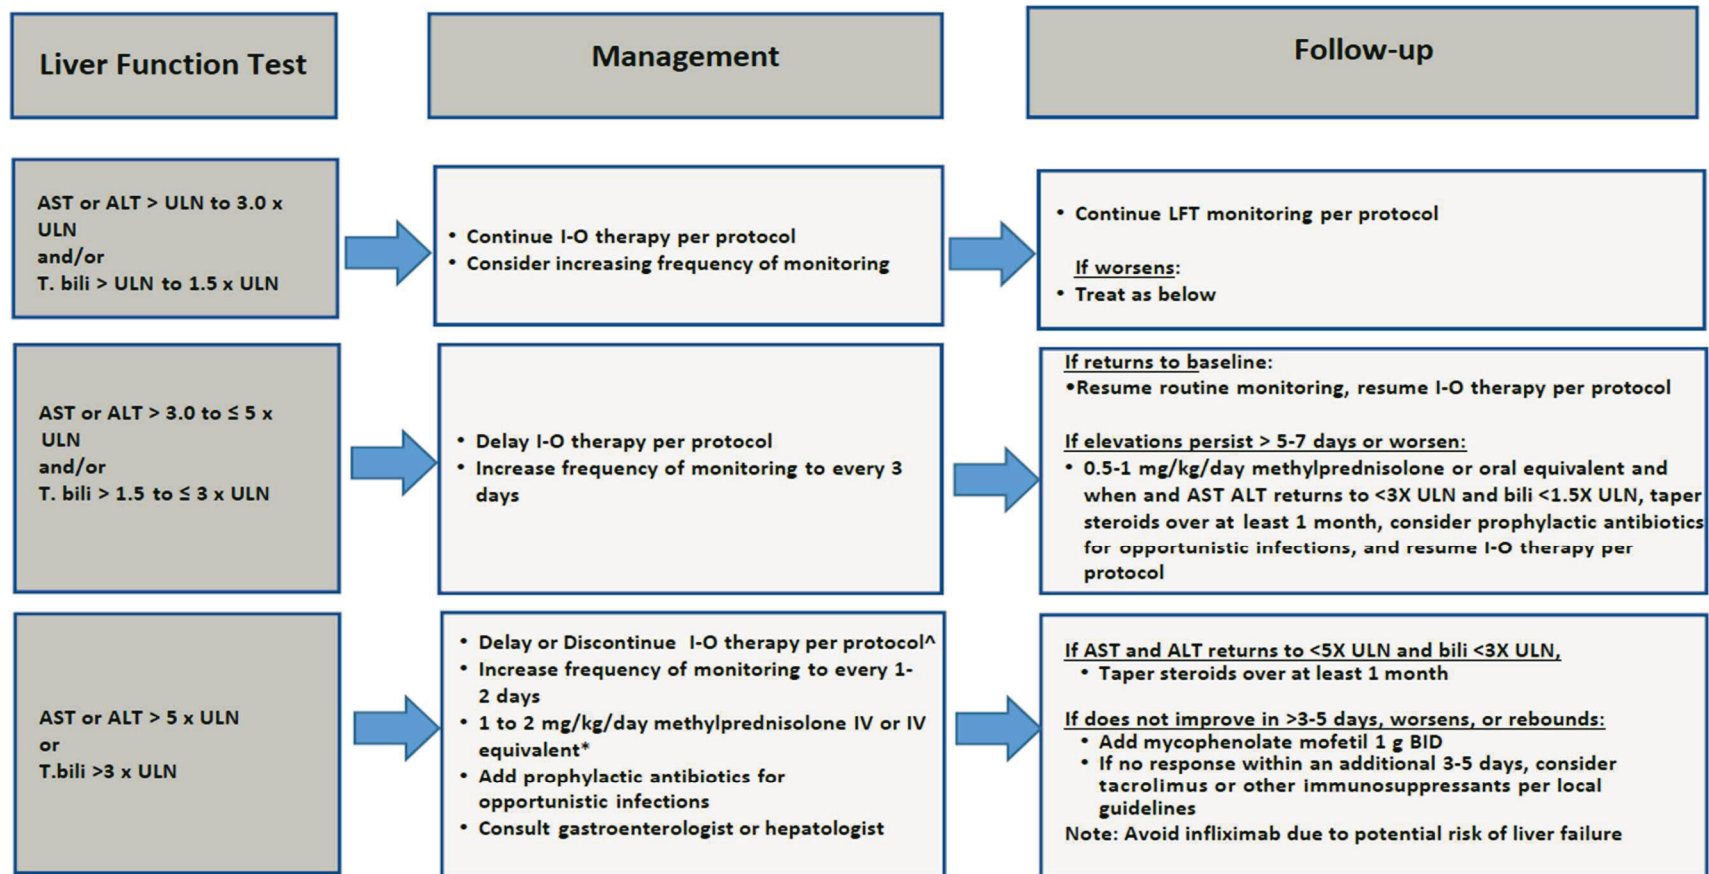 Liver Function Test
Management
Follow-up
AST or ALT > ULN to 3.0 x
ULN
and/or
T. bili > ULN to 1.5 x ULN
• Continue I-O therapy per protocol
• Consider increasing frequency of monitoring
• Continue LFT monitoring per protocol
If worsens:
• Treat as below
AST or ALT > 3.0 to ≤ 5 x
ULN
and/or
T. bili > 1.5 to ≤ 3 x ULN
• Delay I-O therapy per protocol
• Increase frequency of monitoring to every 3
days
If returns to baseline:
•Resume routine monitoring, resume I-O therapy per protocol
If elevations persist > 5-7 days or worsen:
• 0.5-1 mg/kg/day methylprednisolone or oral equivalent and
when and AST ALT returns to <3X ULN and bili <1.5X ULN, taper
steroids over at least 1 month, consider prophylactic antibiotics
for opportunistic infections, and resume I-O therapy per
protocol
AST or ALT > 5 x ULN
or
T.bili >3 x ULN
• Delay or Discontinue I-O therapy per protocol^
• Increase frequency of monitoring to every 1-
2 days
• 1 to 2 mg/kg/day methylprednisolone IV or IV
equivalent*
• Add prophylactic antibiotics for
opportunistic infections
• Consult gastroenterologist or hepatologist
If AST and ALT returns to <5X ULN and bili <3X ULN,
• Taper steroids over at least 1 month
If does not improve in >3-5 days, worsens, or rebounds:
• Add mycophenolate mofetil 1 g BID
• If no response within an additional 3-5 days, consider
tacrolimus or other immunosuppressants per local
guidelines
Note: Avoid infliximab due to potential risk of liver failure